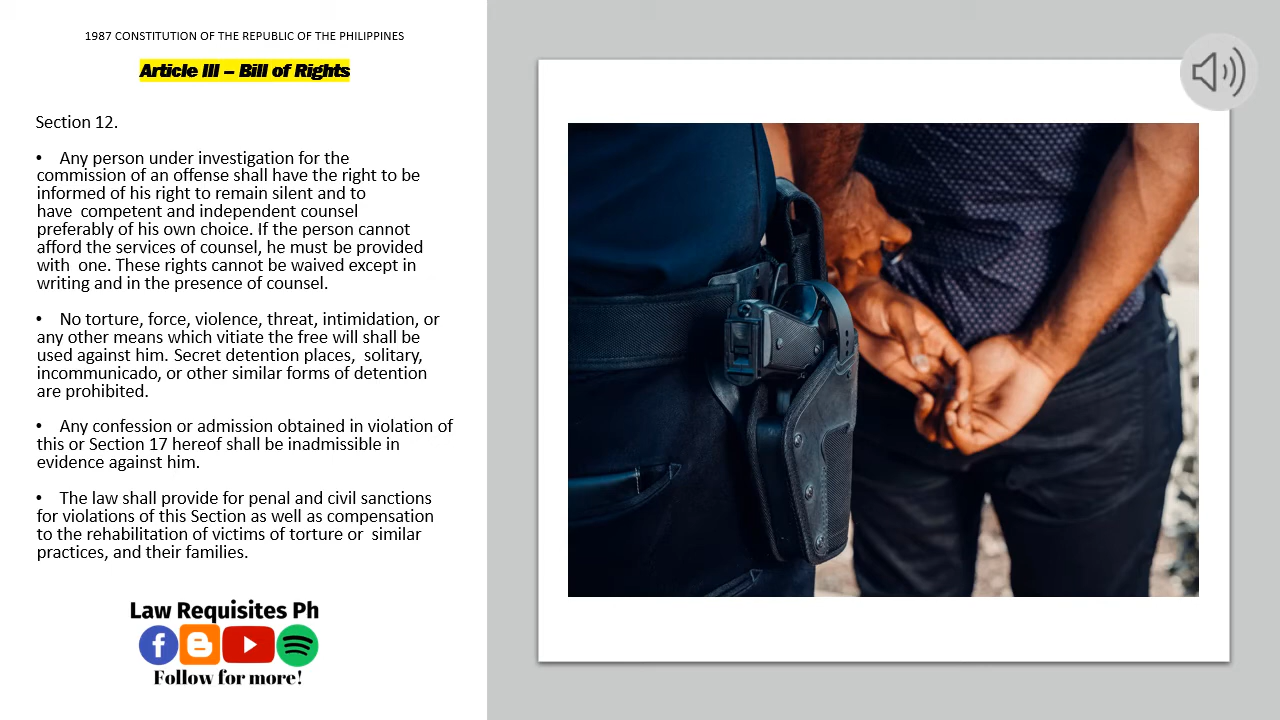 1987 CONSTITUTION OF THE REPUBLIC OF THE PHILIPPINES
Article III – Bill of Rights
Section 12.
• Any person under investigation for the
commission of an offense shall have the right to be
informed of his right to remain silent and to
have  competent and independent counsel
preferably of his own choice. If the person cannot
afford the services of counsel, he must be provided
with  one. These rights cannot be waived except in
writing and in the presence of counsel.
• No torture, force, violence, threat, intimidation, or
any other means which vitiate the free will shall be
used against him. Secret detention places,  solitary,
incommunicado, or other similar forms of detention
are prohibited.
• Any confession or admission obtained in violation of
this or Section 17 hereof shall be inadmissible in
evidence against him.
• The law shall provide for penal and civil sanctions
for violations of this Section as well as compensation
to the rehabilitation of victims of torture or  similar
practices, and their families.
Law Requisites Ph
Follow for more!